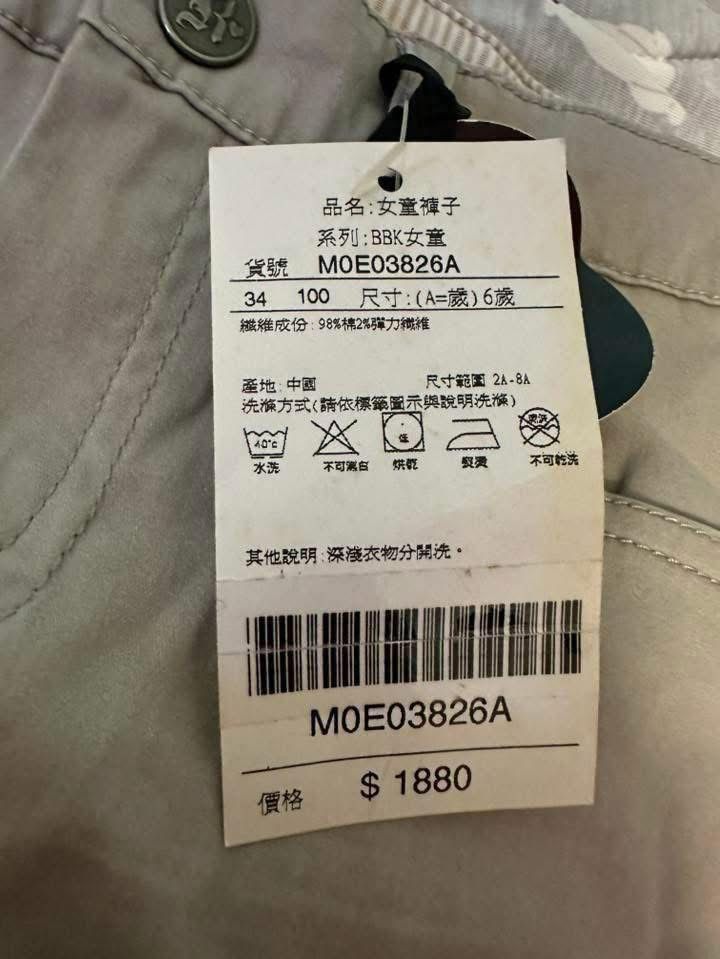 品名:女童褲子
系列:BBK女童
貨號 M0E03826A
34 100 尺寸:(A=歲)6歲
纖維成份:98%棉2%彈力纖維
產地:中國 尺寸範圍 2A-8A
洗滌方式(請依標籤圖示與說明洗滌)
40°C 低
水洗 不可漂白 烘乾 熨燙 不可乾洗
其他說明:深淺衣物分開洗。
M0E03826A
價格 $ 1880